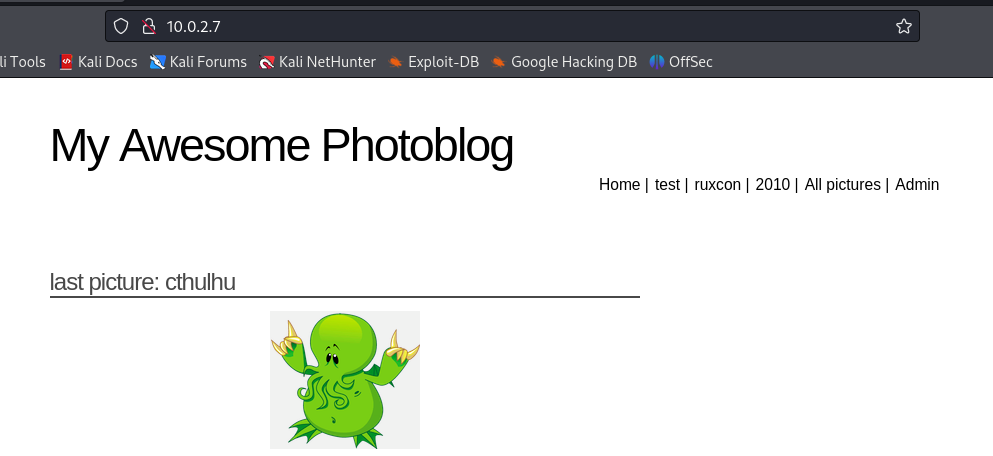 10.0.2.7
li Tools Kali Docs Kali Forums Kali NetHunter Exploit-DB Google Hacking DB OffSec
My Awesome Photoblog
Home | test | ruxcon | 2010 | All pictures | Admin
last picture: cthulhu